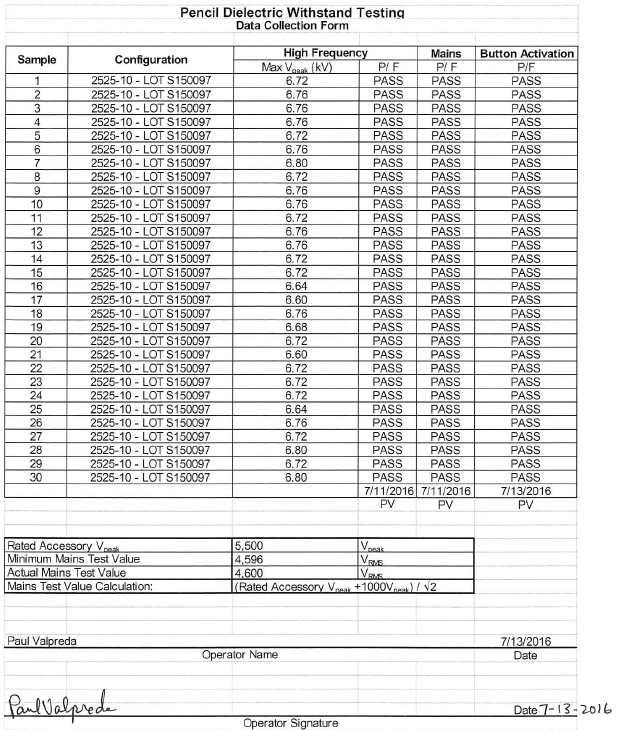 Pencil Dielectric Withstand Testing
Data Collection Form
Sample Configuration High Frequency Mains Button Activation
Max Vpeak (kV) P/ F P/ F P/F
1 2525-10 - LOT S150097 6.72 PASS PASS PASS
2 2525-10 - LOT S150097 6.76 PASS PASS PASS
3 2525-10 - LOT S150097 6.76 PASS PASS PASS
4 2525-10 - LOT S150097 6.76 PASS PASS PASS
5 2525-10 - LOT S150097 6.72 PASS PASS PASS
6 2525-10 - LOT S150097 6.76 PASS PASS PASS
7 2525-10 - LOT S150097 6.80 PASS PASS PASS
8 2525-10 - LOT S150097 6.72 PASS PASS PASS
9 2525-10 - LOT S150097 6.76 PASS PASS PASS
10 2525-10 - LOT S150097 6.76 PASS PASS PASS
11 2525-10 - LOT S150097 6.72 PASS PASS PASS
12 2525-10 - LOT S150097 6.76 PASS PASS PASS
13 2525-10 - LOT S150097 6.76 PASS PASS PASS
14 2525-10 - LOT S150097 6.72 PASS PASS PASS
15 2525-10 - LOT S150097 6.72 PASS PASS PASS
16 2525-10 - LOT S150097 6.64 PASS PASS PASS
17 2525-10 - LOT S150097 6.60 PASS PASS PASS
18 2525-10 - LOT S150097 6.76 PASS PASS PASS
19 2525-10 - LOT S150097 6.68 PASS PASS PASS
20 2525-10 - LOT S150097 6.72 PASS PASS PASS
21 2525-10 - LOT S150097 6.60 PASS PASS PASS
22 2525-10 - LOT S150097 6.72 PASS PASS PASS
23 2525-10 - LOT S150097 6.72 PASS PASS PASS
24 2525-10 - LOT S150097 6.72 PASS PASS PASS
25 2525-10 - LOT S150097 6.64 PASS PASS PASS
26 2525-10 - LOT S150097 6.76 PASS PASS PASS
27 2525-10 - LOT S150097 6.72 PASS PASS PASS
28 2525-10 - LOT S150097 6.80 PASS PASS PASS
29 2525-10 - LOT S150097 6.72 PASS PASS PASS
30 2525-10 - LOT S150097 6.80 PASS PASS PASS
7/11/2016 7/11/2016 7/13/2016
PV PV PV
Rated Accessory Vpeak 5,500 Vpeak
Minimum Mains Test Value 4,596 VRMS
Actual Mains Test Value 4,600 VRMS
Mains Test Value Calculation: (Rated Accessory Vpeak +1000Vpeak) / √2
Paul Valpreda 7/13/2016
Operator Name Date
Paul Valpreda Date 7-13-2016
Operator Signature